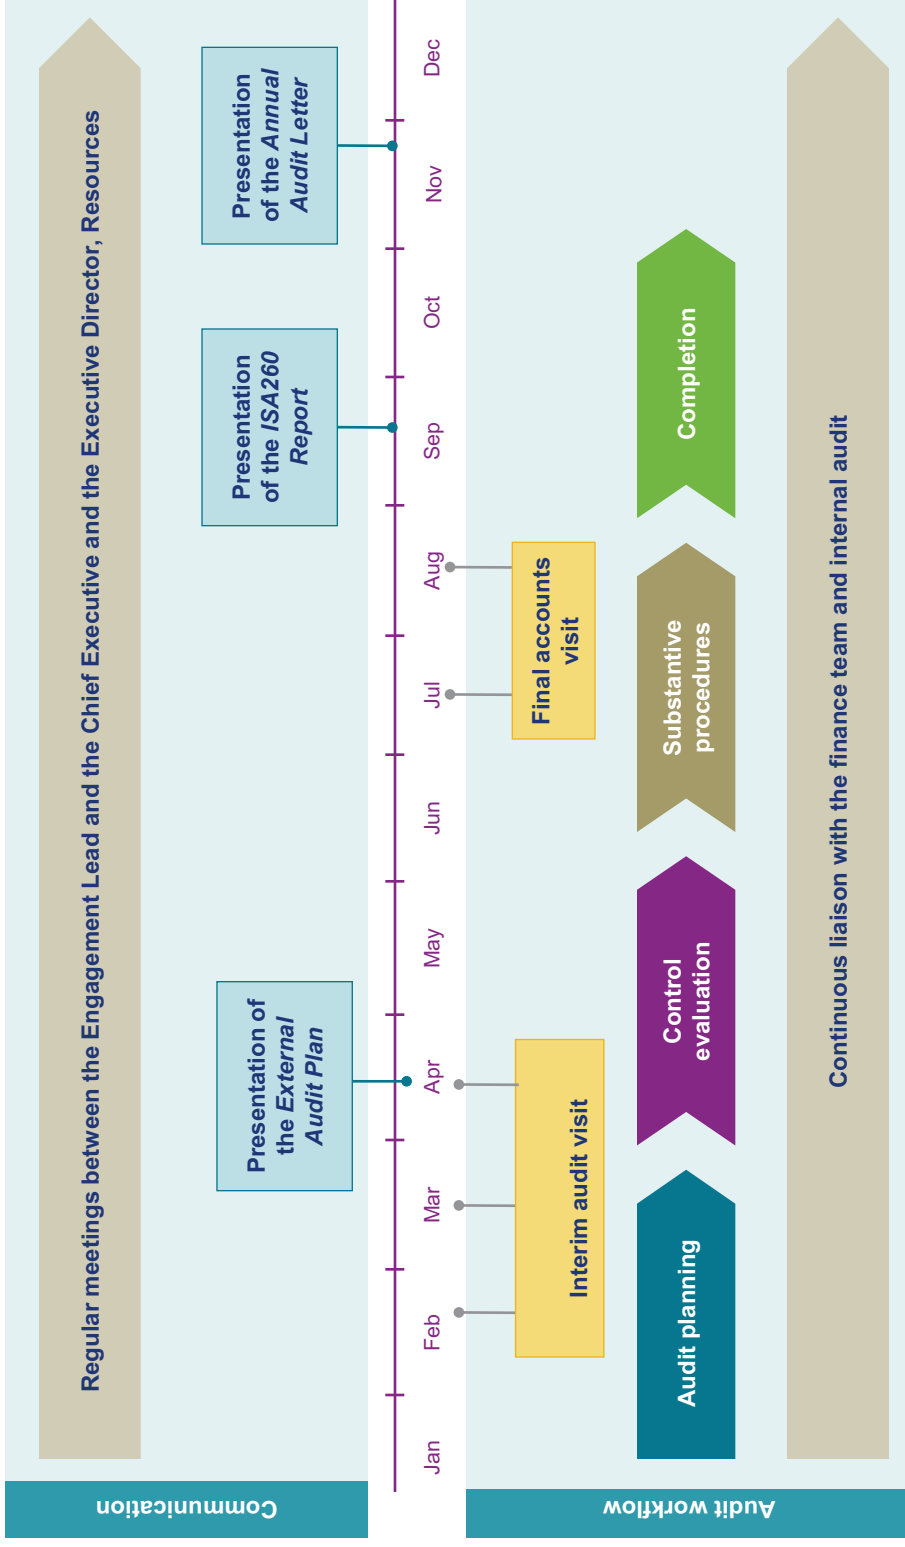 Communication
Regular meetings between the Engagement Lead and the Chief Executive and the Executive Director, Resources
Presentation of
the External
Audit Plan
Presentation
of the ISA260
Report
Presentation
of the Annual
Audit Letter
Jan
Feb
Mar
Apr
May
Jun
Jul
Aug
Sep
Oct
Nov
Dec
Audit workflow
Interim audit visit
Final accounts
visit
Audit planning
Control
evaluation
Substantive
procedures
Completion
Continuous liaison with the finance team and internal audit